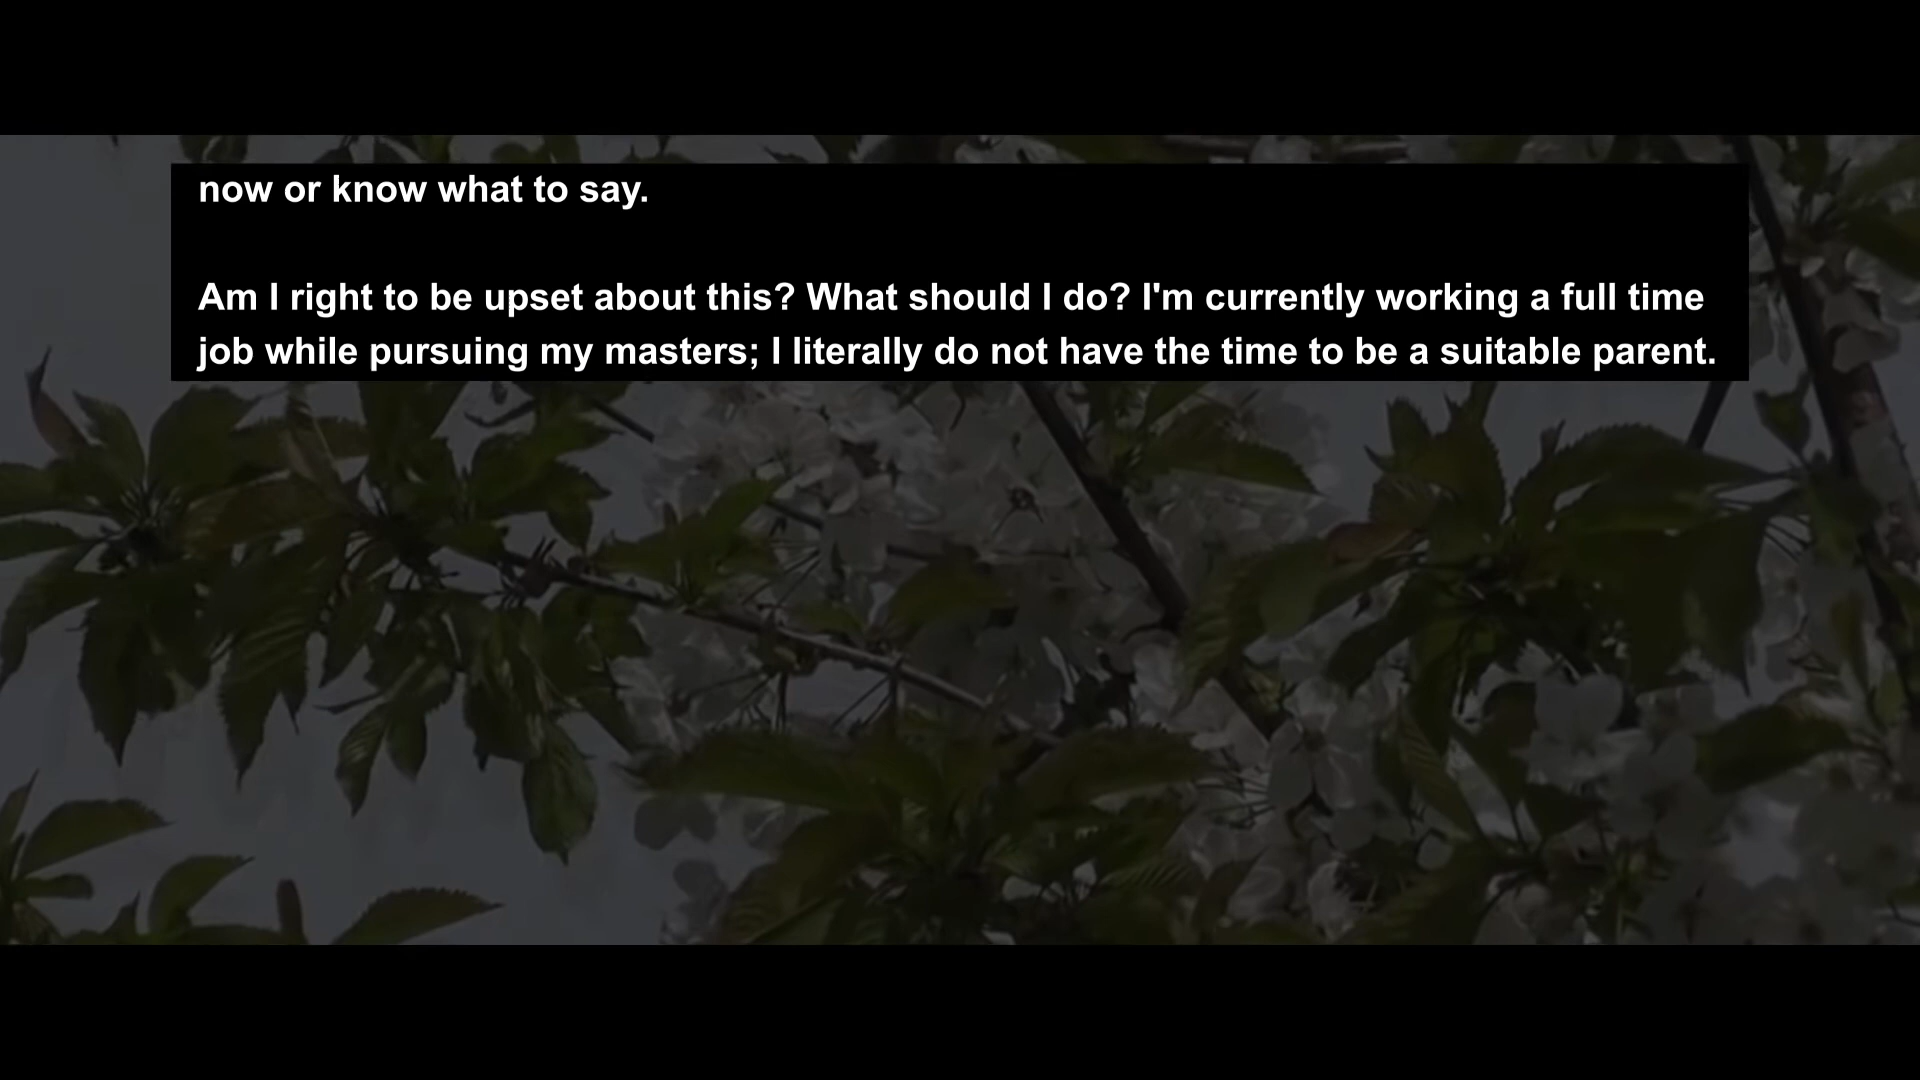 now or know what to say.
Am I right to be upset about this? What should I do? I'm currently working a full time
job while pursuing my masters; I literally do not have the time to be a suitable parent.